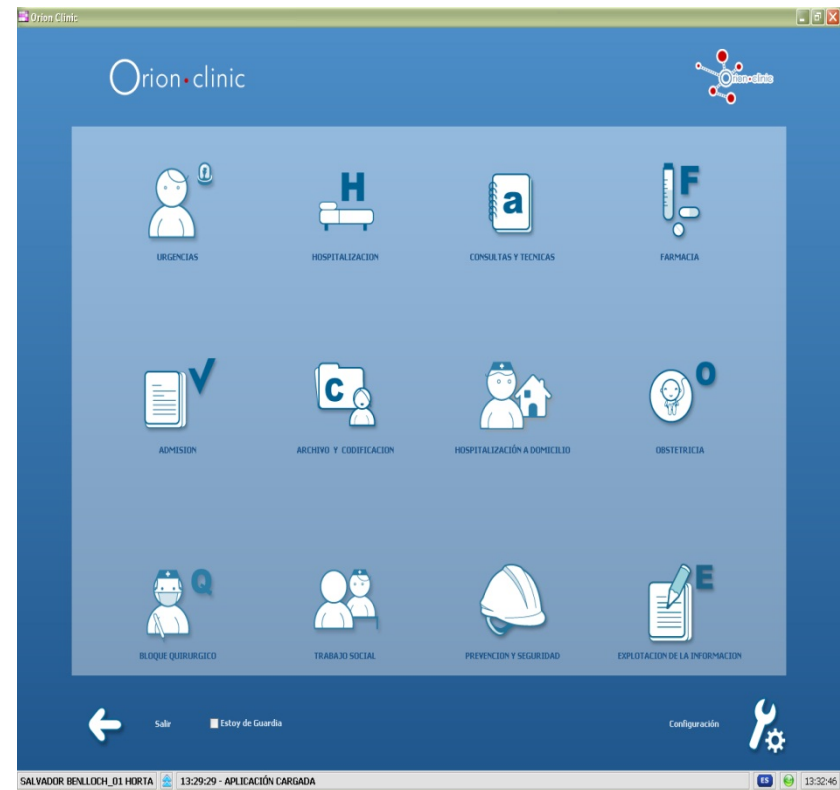 Orion Clinic
Orion·clinic
Orion·clinic
H
a
F
URGENCIAS
HOSPITALIZACION
CONSULTAS Y TECNICAS
FARMACIA
C
O
ADMISION
ARCHIVO Y CODIFICACION
HOSPITALIZACIÓN A DOMICILIO
OBSTETRICIA
Q
E
BLOQUE QUIRURGICO
TRABAJO SOCIAL
PREVENCION Y SEGURIDAD
EXPLOTACION DE LA INFORMACION
Salir
Estoy de Guardia
Configuración
SALVADOR BENLLOCH_01 HORTA
13:29:29 - APLICACIÓN CARGADA
ES
13:32:46